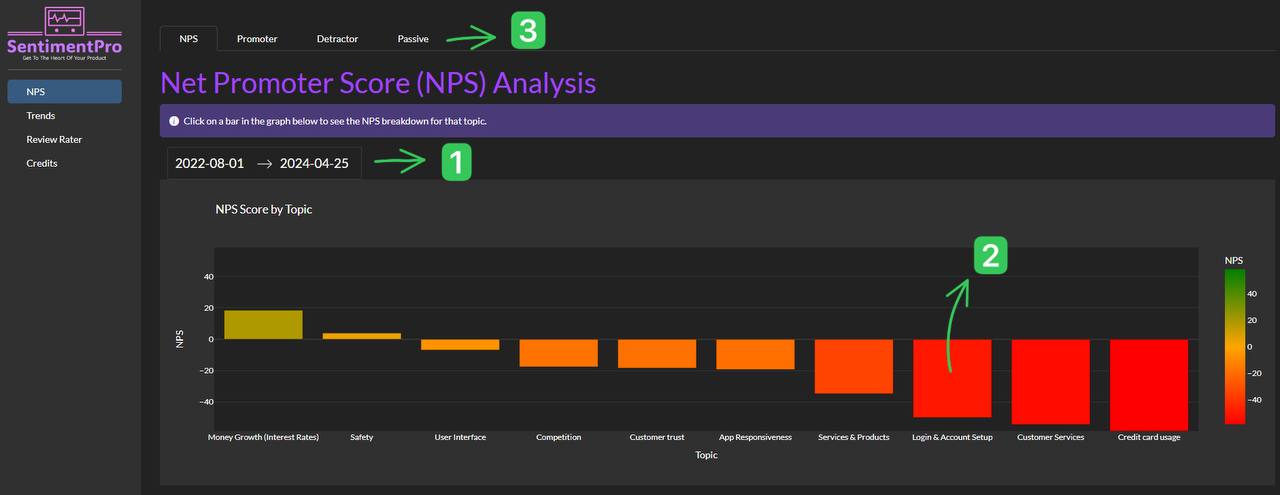 SentimentPro
Get To The Heart Of Your Product
NPS
Trends
Review Rater
Credits
NPS Promoter Detractor Passive 3
Net Promoter Score (NPS) Analysis
Click on a bar in the graph below to see the NPS breakdown for that topic.
2022-08-01 → 2024-04-25 1
NPS Score by Topic
2
NPS
40
20
0
−20
−40
Money Growth (Interest Rates) Safety User Interface Competition Customer trust App Responsiveness Services & Products Login & Account Setup Customer Services Credit card usage
Topic
NPS
40
20
0
−20
−40